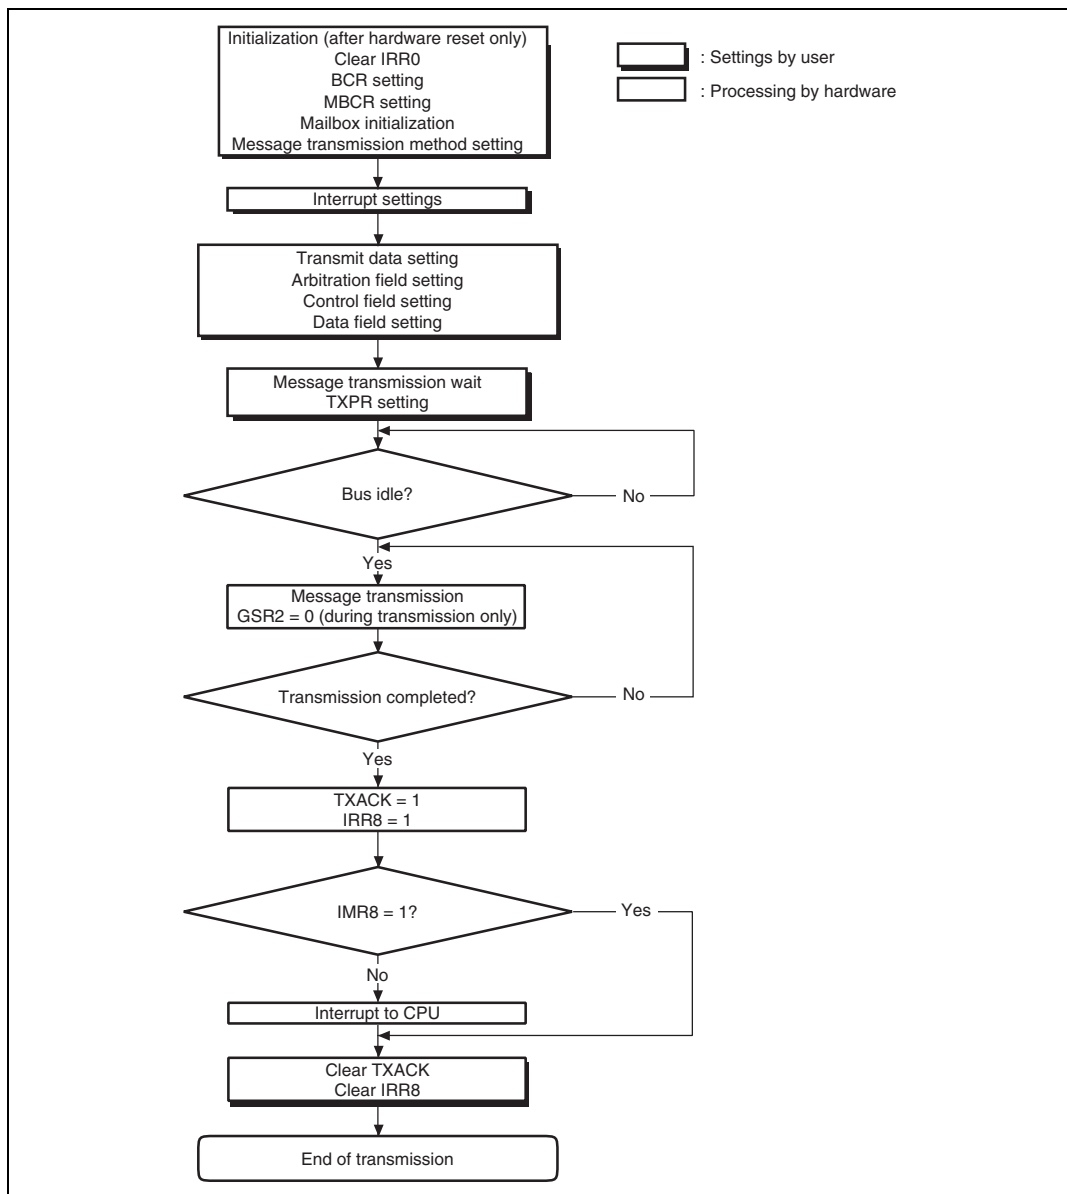 Initialization (after hardware reset only)
Clear IRR0
BCR setting
MBCR setting
Mailbox initialization
Message transmission method setting
: Settings by user
: Processing by hardware
Interrupt settings
Transmit data setting
Arbitration field setting
Control field setting
Data field setting
Message transmission wait
TXPR setting
Bus idle?
No
Yes
Message transmission
GSR2 = 0 (during transmission only)
Transmission completed?
No
Yes
TXACK = 1
IRR8 = 1
IMR8 = 1?
Yes
No
Interrupt to CPU
Clear TXACK
Clear IRR8
End of transmission